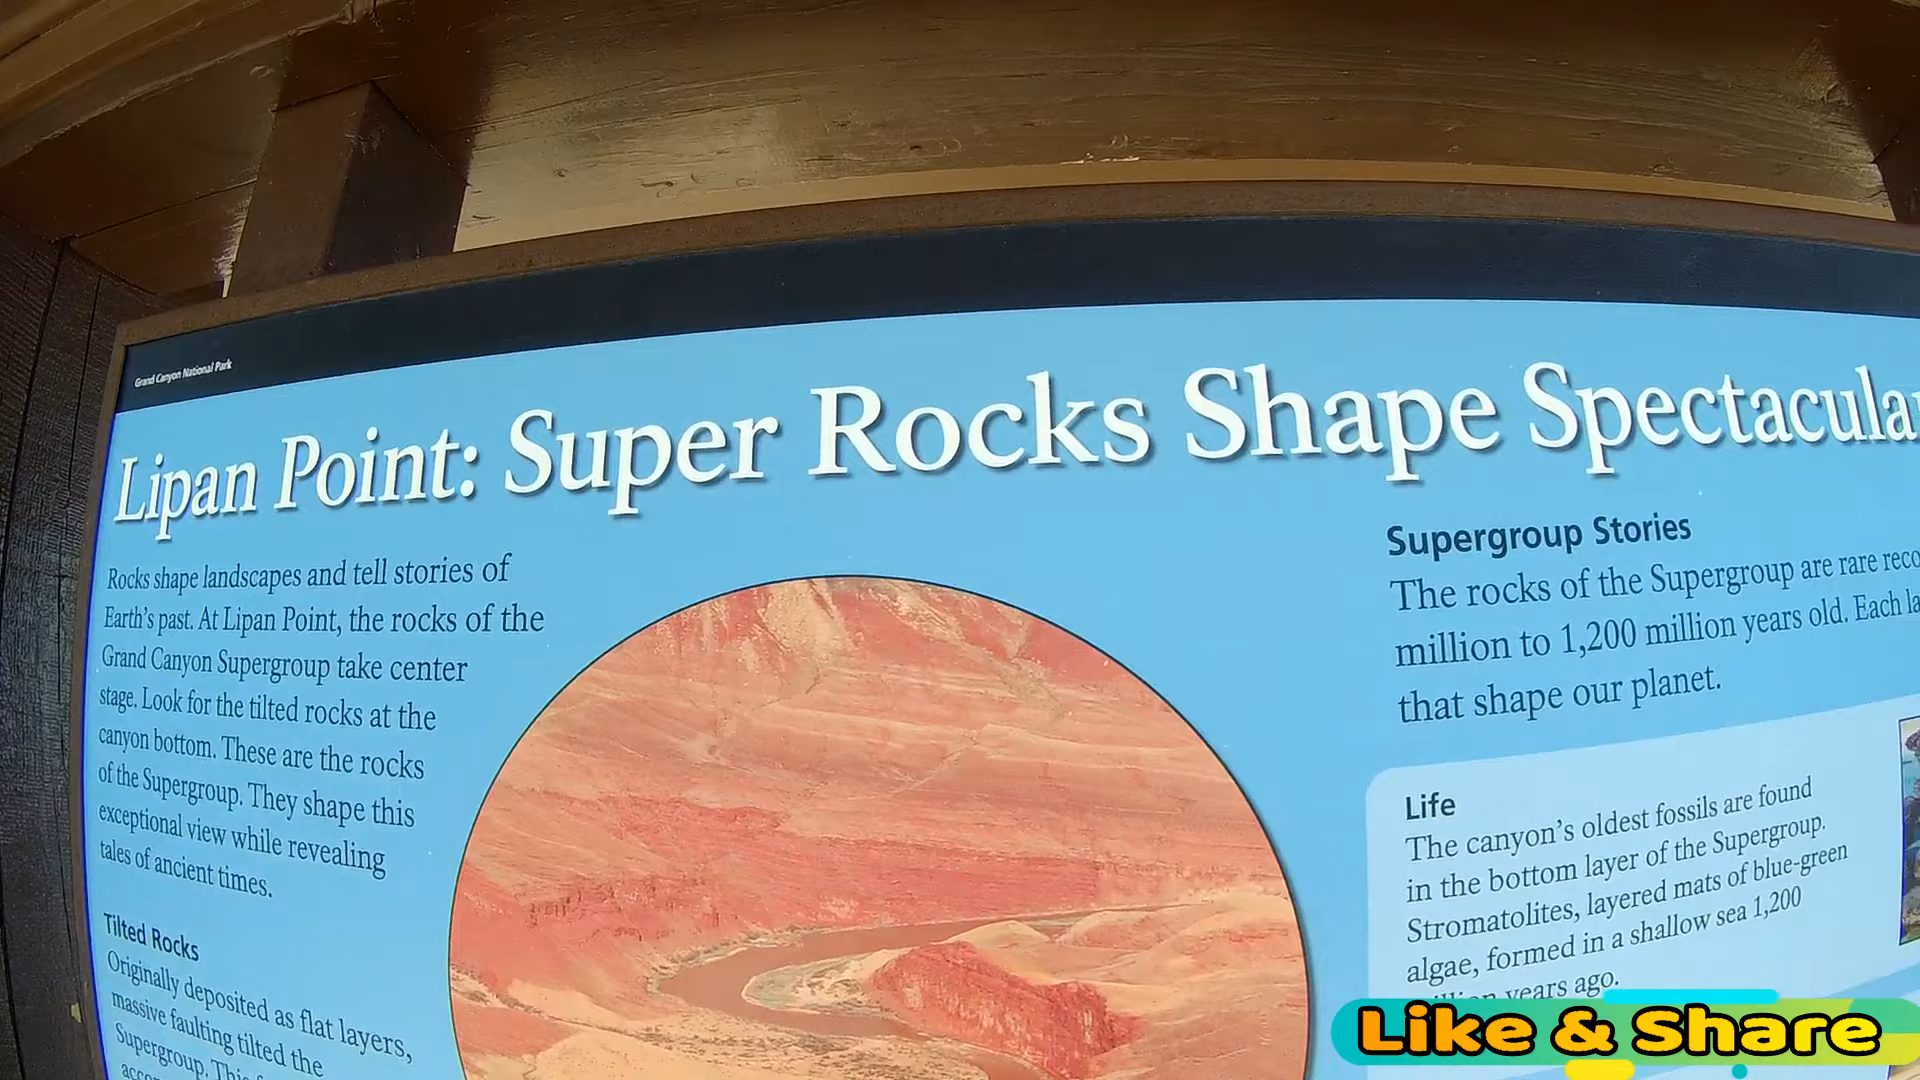 Grand Canyon National Park
Lipan Point: Super Rocks Shape Spectacular
Rocks shape landscapes and tell stories of
Earth's past. At Lipan Point, the rocks of the
Grand Canyon Supergroup take center
stage. Look for the tilted rocks at the
canyon bottom. These are the rocks
of the Supergroup. They shape this
exceptional view while revealing
tales of ancient times.
Tilted Rocks
Originally deposited as flat layers,
massive faulting tilted the
Supergroup. This
Supergroup Stories
The rocks of the Supergroup are rare
million to 1,200 million years old. Each
that shape our planet.
Life
The canyon's oldest fossils are found
in the bottom layer of the Supergroup.
Stromatolites, layered mats of blue-green
algae, formed in a shallow sea 1,200
years ago.
Like & Share